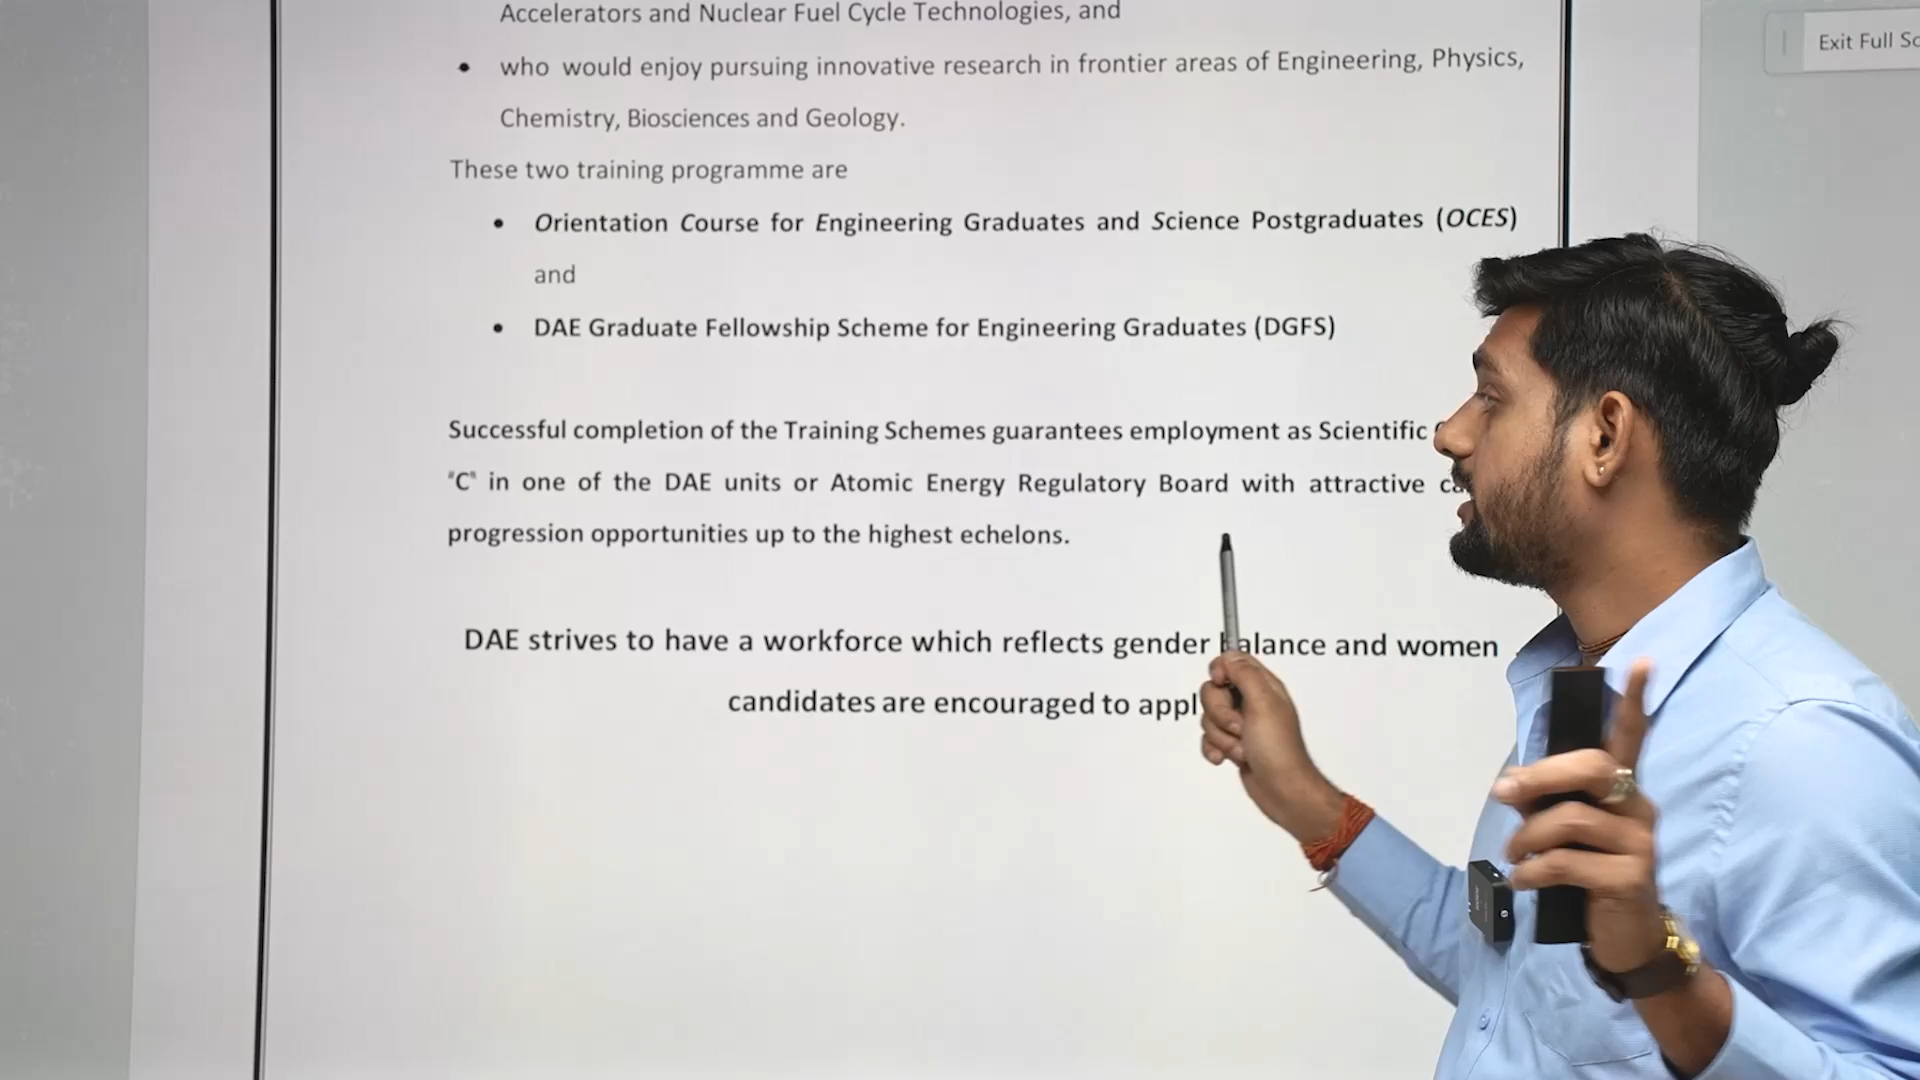 Accelerators and Nuclear Fuel Cycle Technologies, and
• who would enjoy pursuing innovative research in frontier areas of Engineering, Physics,
Chemistry, Biosciences and Geology.
These two training programme are
• Orientation Course for Engineering Graduates and Science Postgraduates (OCES)
and
• DAE Graduate Fellowship Scheme for Engineering Graduates (DGFS)
Successful completion of the Training Schemes guarantees employment as Scientific
"C" in one of the DAE units or Atomic Energy Regulatory Board with attractive
progression opportunities up to the highest echelons.
DAE strives to have a workforce which reflects gender balance and women
candidates are encouraged to appl
Exit Full Sc